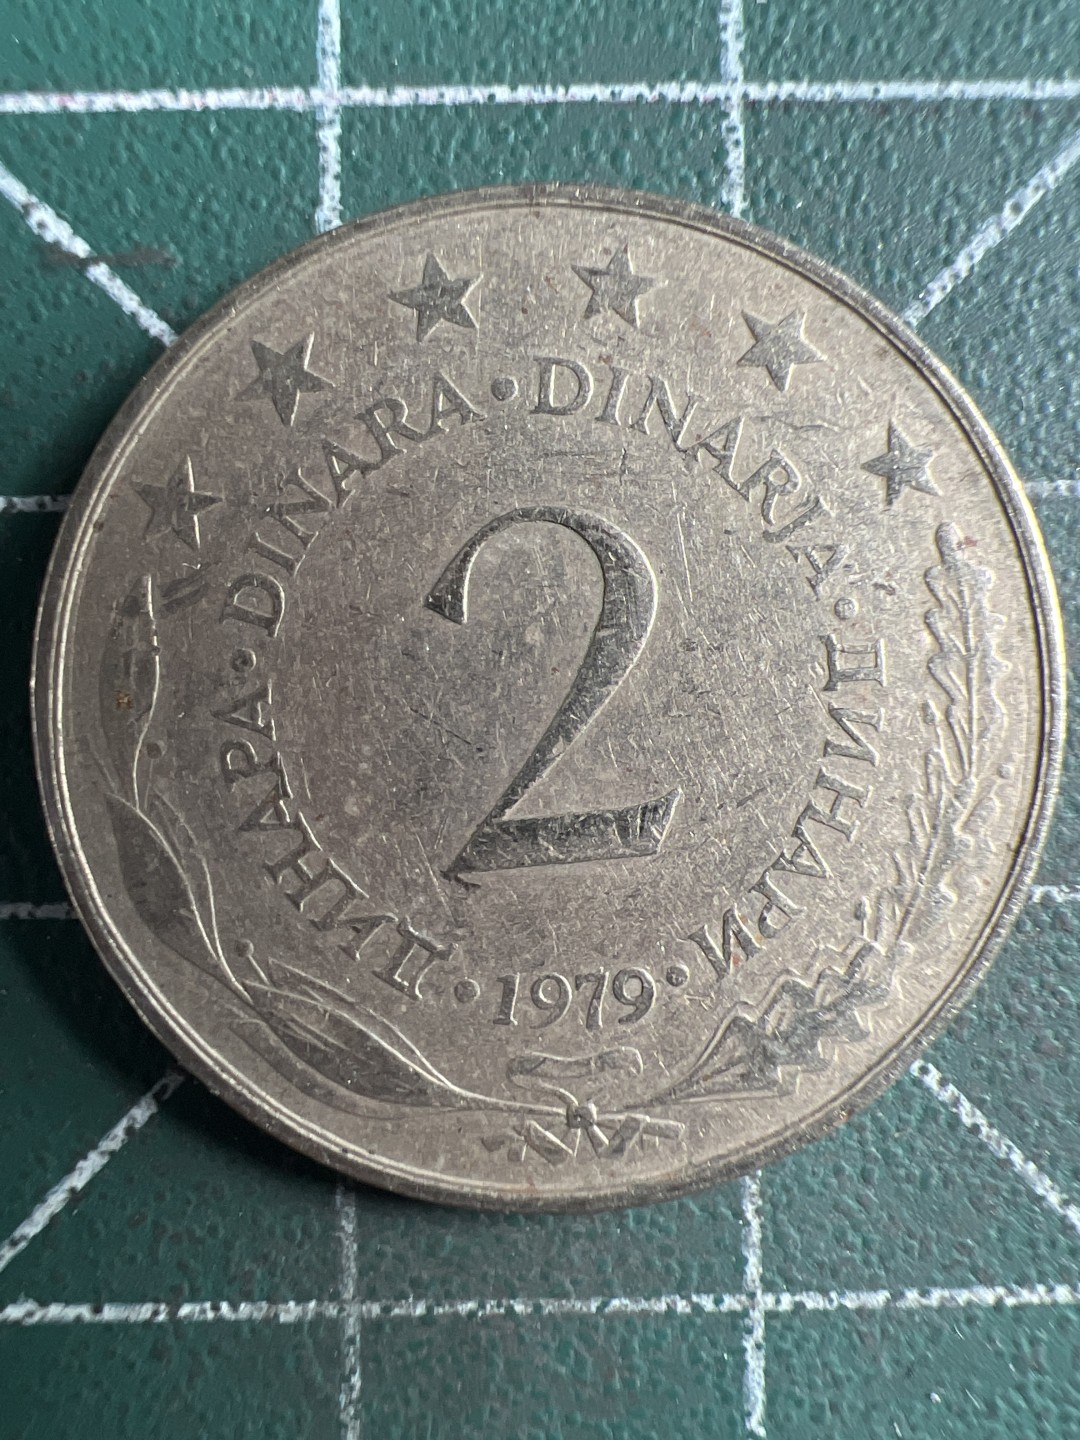 ДИНАРА · DINARA · DINARA · DINARJA · ДИНАРИ
2
· 1979 ·